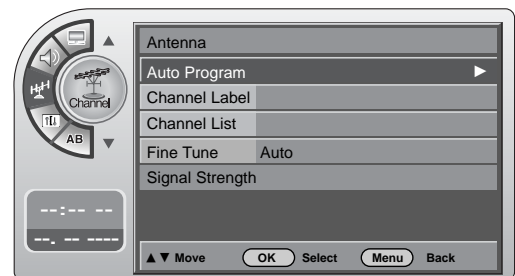 Antenna
Auto Program ►
Channel Label
Channel List
Fine Tune Auto
Signal Strength
▲▼ Move OK Select Menu Back
Channel
AB
--:-- --
--. -- ----